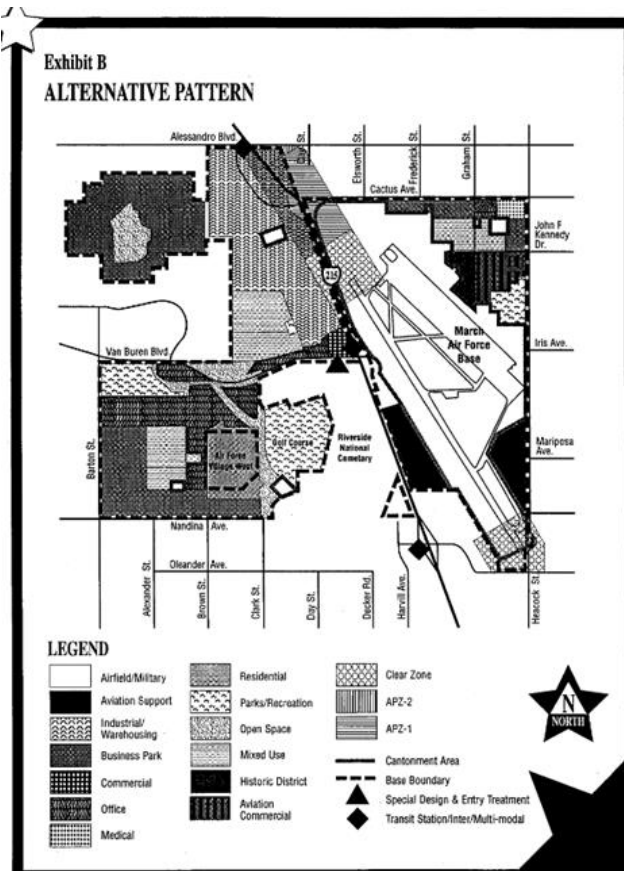 Exhibit B
ALTERNATIVE PATTERN
Alessandro Blvd.
Day St.
Elsworth St.
Frederick St.
Graham St.
Cactus Ave.
John F
Kennedy
Dr.
215
March
Air Force
Base
Iris Ave.
Van Buren Blvd.
Barton St.
Golf Course
Riverside
National
Cemetery
Air Force
Village West
Mariposa
Ave.
Nandina Ave.
Oleander Ave.
Alexander St.
Brown St.
Clark St.
Day St.
Decker Rd.
Harvill Ave.
Heacock St.
LEGEND
Airfield/Military
Aviation Support
Industrial/
Warehousing
Business Park
Commercial
Office
Medical
Residential
Parks/Recreation
Open Space
Mixed Use
Historic District
Aviation
Commercial
Clear Zone
APZ-2
APZ-1
Cantonment Area
Base Boundary
Special Design & Entry Treatment
Transit Station/Inter/Multi-modal
N
NORTH